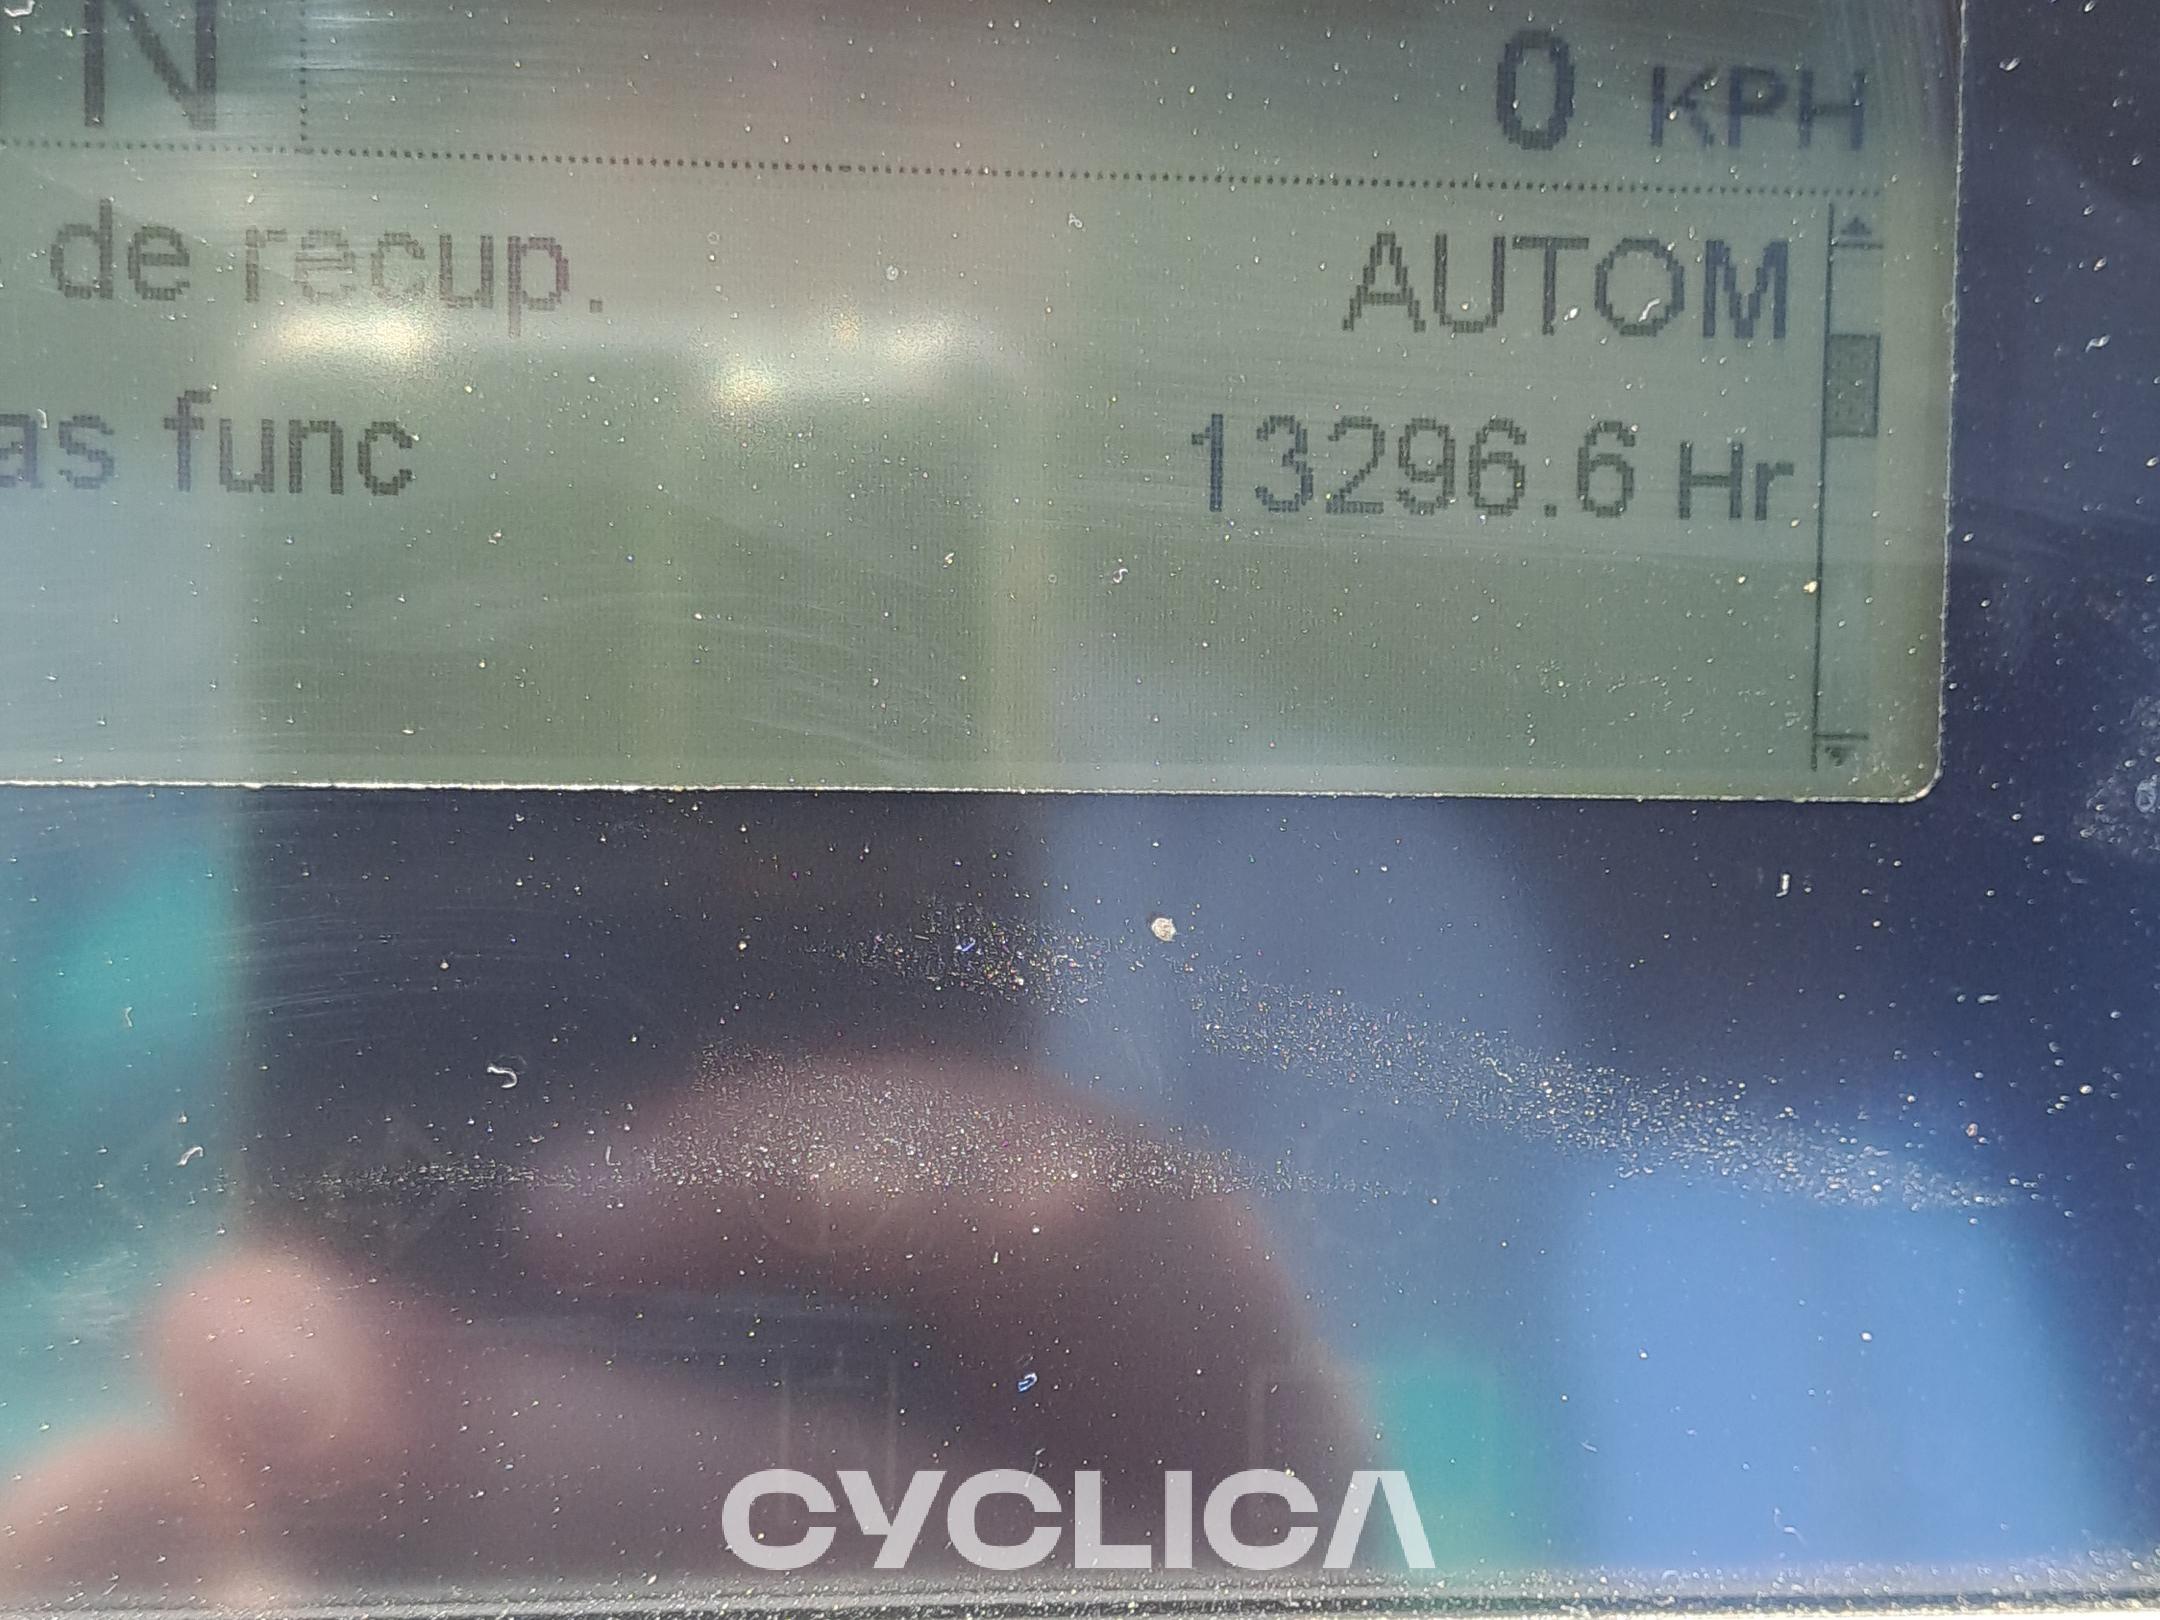 N 0 KPH
de recup. AUTOM
as func 13296.6 Hr
CYCLICA